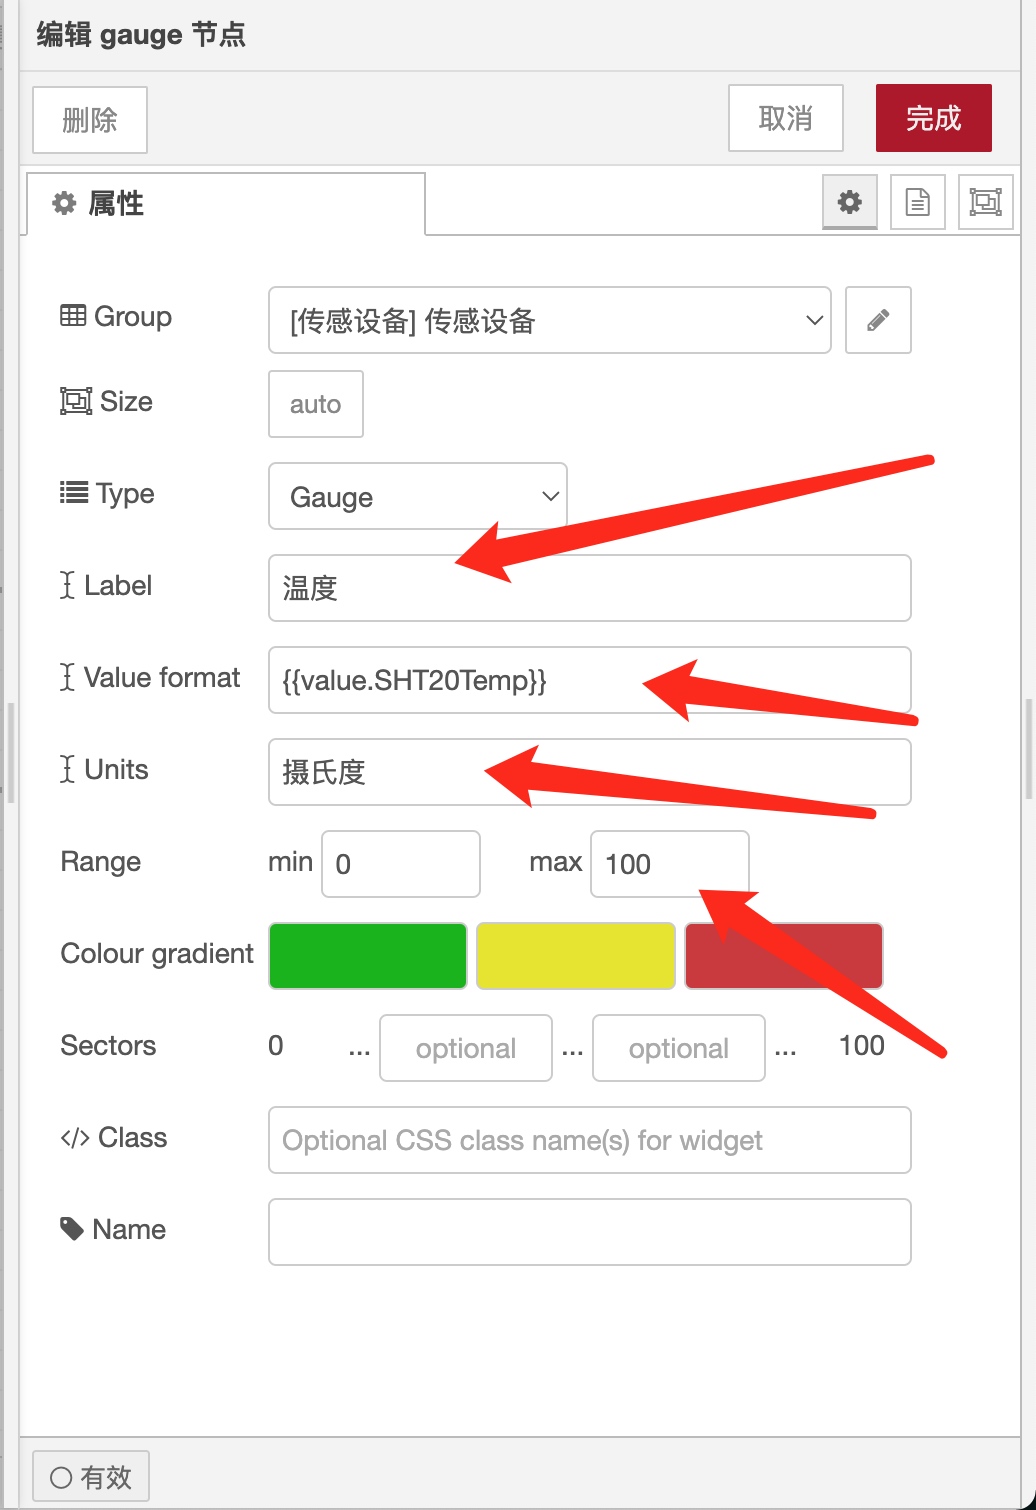 编辑 gauge 节点
删除 取消 完成
属性
Group [传感设备] 传感设备
Size auto
Type Gauge
Label 温度
Value format {{value.SHT20Temp}}
Units 摄氏度
Range min 0 max 100
Colour gradient
Sectors 0 ... optional ... optional ... 100
</> Class Optional CSS class name(s) for widget
Name
有效